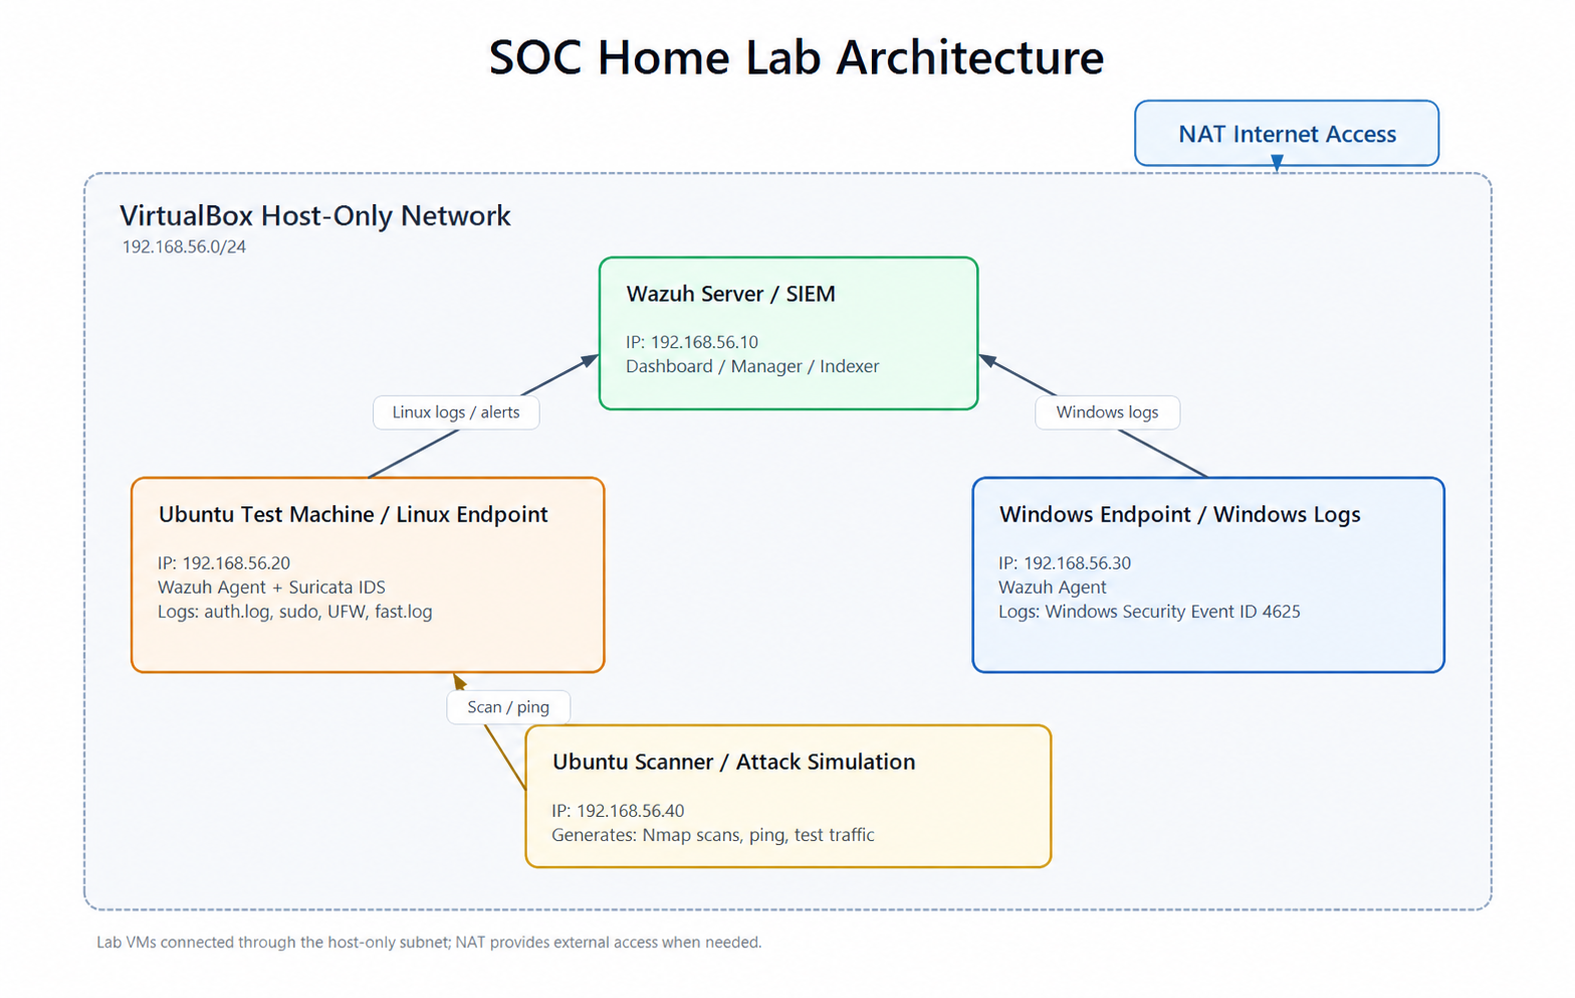 SOC Home Lab Architecture
NAT Internet Access
VirtualBox Host-Only Network
192.168.56.0/24
Wazuh Server / SIEM
IP: 192.168.56.10
Dashboard / Manager / Indexer
Linux logs / alerts
Windows logs
Ubuntu Test Machine / Linux Endpoint
IP: 192.168.56.20
Wazuh Agent + Suricata IDS
Logs: auth.log, sudo, UFW, fast.log
Windows Endpoint / Windows Logs
IP: 192.168.56.30
Wazuh Agent
Logs: Windows Security Event ID 4625
Scan / ping
Ubuntu Scanner / Attack Simulation
IP: 192.168.56.40
Generates: Nmap scans, ping, test traffic
Lab VMs connected through the host-only subnet; NAT provides external access when needed.